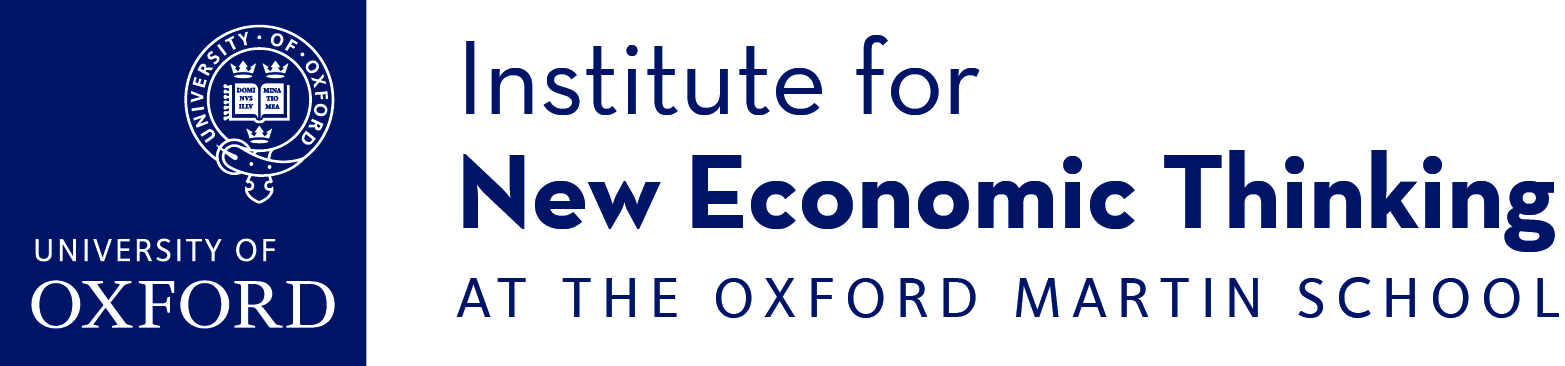 UNIVERSITY · OF · OXFORD
DOMI MINA
NVS TIO
ILLV MEA
UNIVERSITY OF
OXFORD
Institute for
New Economic Thinking
AT THE OXFORD MARTIN SCHOOL